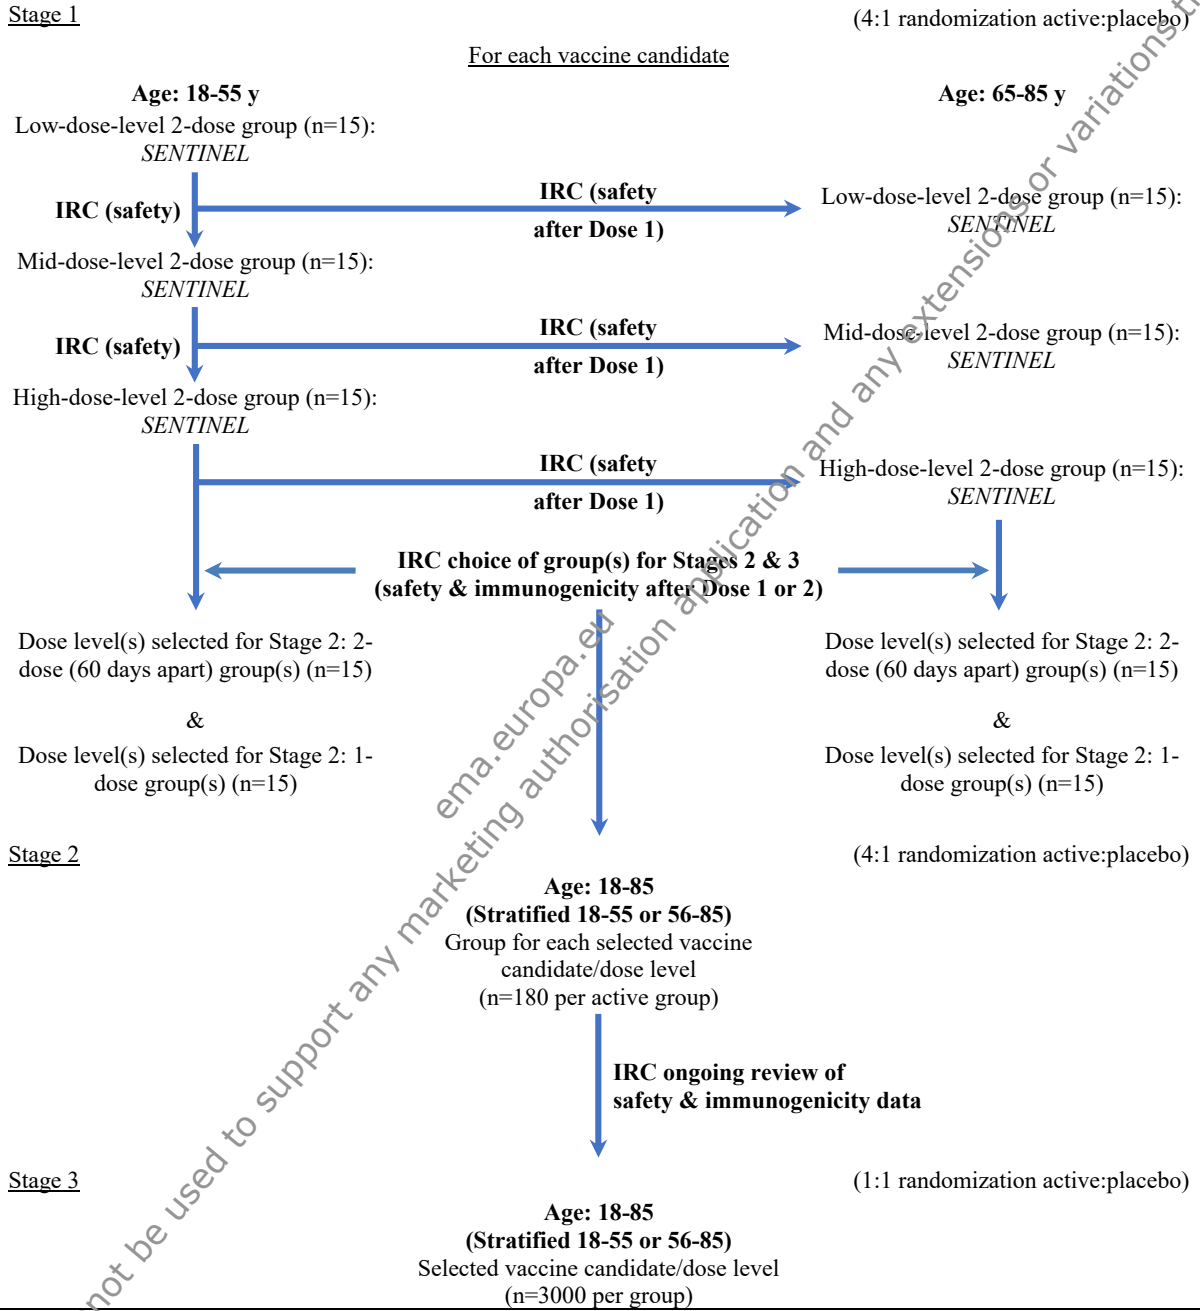 Stage 1 (4:1 randomization active:placebo)
For each vaccine candidate
Age: 18-55 y Age: 65-85 y
Low-dose-level 2-dose group (n=15):
SENTINEL
IRC (safety)
IRC (safety
after Dose 1)
Low-dose-level 2-dose group (n=15):
SENTINEL
Mid-dose-level 2-dose group (n=15):
SENTINEL
IRC (safety)
IRC (safety
after Dose 1)
Mid-dose-level 2-dose group (n=15):
SENTINEL
High-dose-level 2-dose group (n=15):
SENTINEL
IRC (safety
after Dose 1)
High-dose-level 2-dose group (n=15):
SENTINEL
IRC choice of group(s) for Stages 2 & 3
(safety & immunogenicity after Dose 1 or 2)
Dose level(s) selected for Stage 2: 2-
dose (60 days apart) group(s) (n=15)
&
Dose level(s) selected for Stage 2: 1-
dose group(s) (n=15)
Dose level(s) selected for Stage 2: 2-
dose (60 days apart) group(s) (n=15)
&
Dose level(s) selected for Stage 2: 1-
dose group(s) (n=15)
Stage 2 (4:1 randomization active:placebo)
Age: 18-85
(Stratified 18-55 or 56-85)
Group for each selected vaccine
candidate/dose level
(n=180 per active group)
IRC ongoing review of
safety & immunogenicity data
Stage 3 (1:1 randomization active:placebo)
Age: 18-85
(Stratified 18-55 or 56-85)
Selected vaccine candidate/dose level
(n=3000 per group)
ema.europa.eu
not be used to support any marketing authorisation application and any extensions or variations